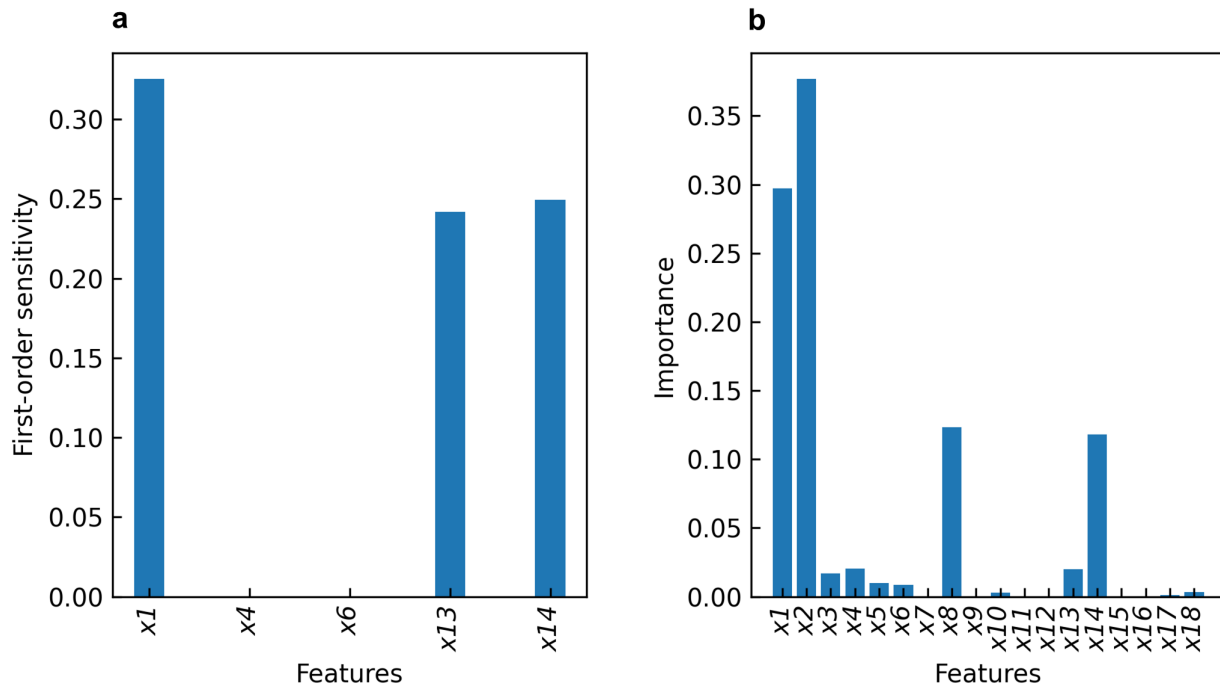 a
First-order sensitivity
0.30
0.25
0.20
0.15
0.10
0.05
0.00
x1
x4
x6
x13
x14
Features
b
Importance
0.35
0.30
0.25
0.20
0.15
0.10
0.05
0.00
x1
x2
x3
x4
x5
x6
x7
x8
x9
x10
x11
x12
x13
x14
x15
x16
x17
x18
Features